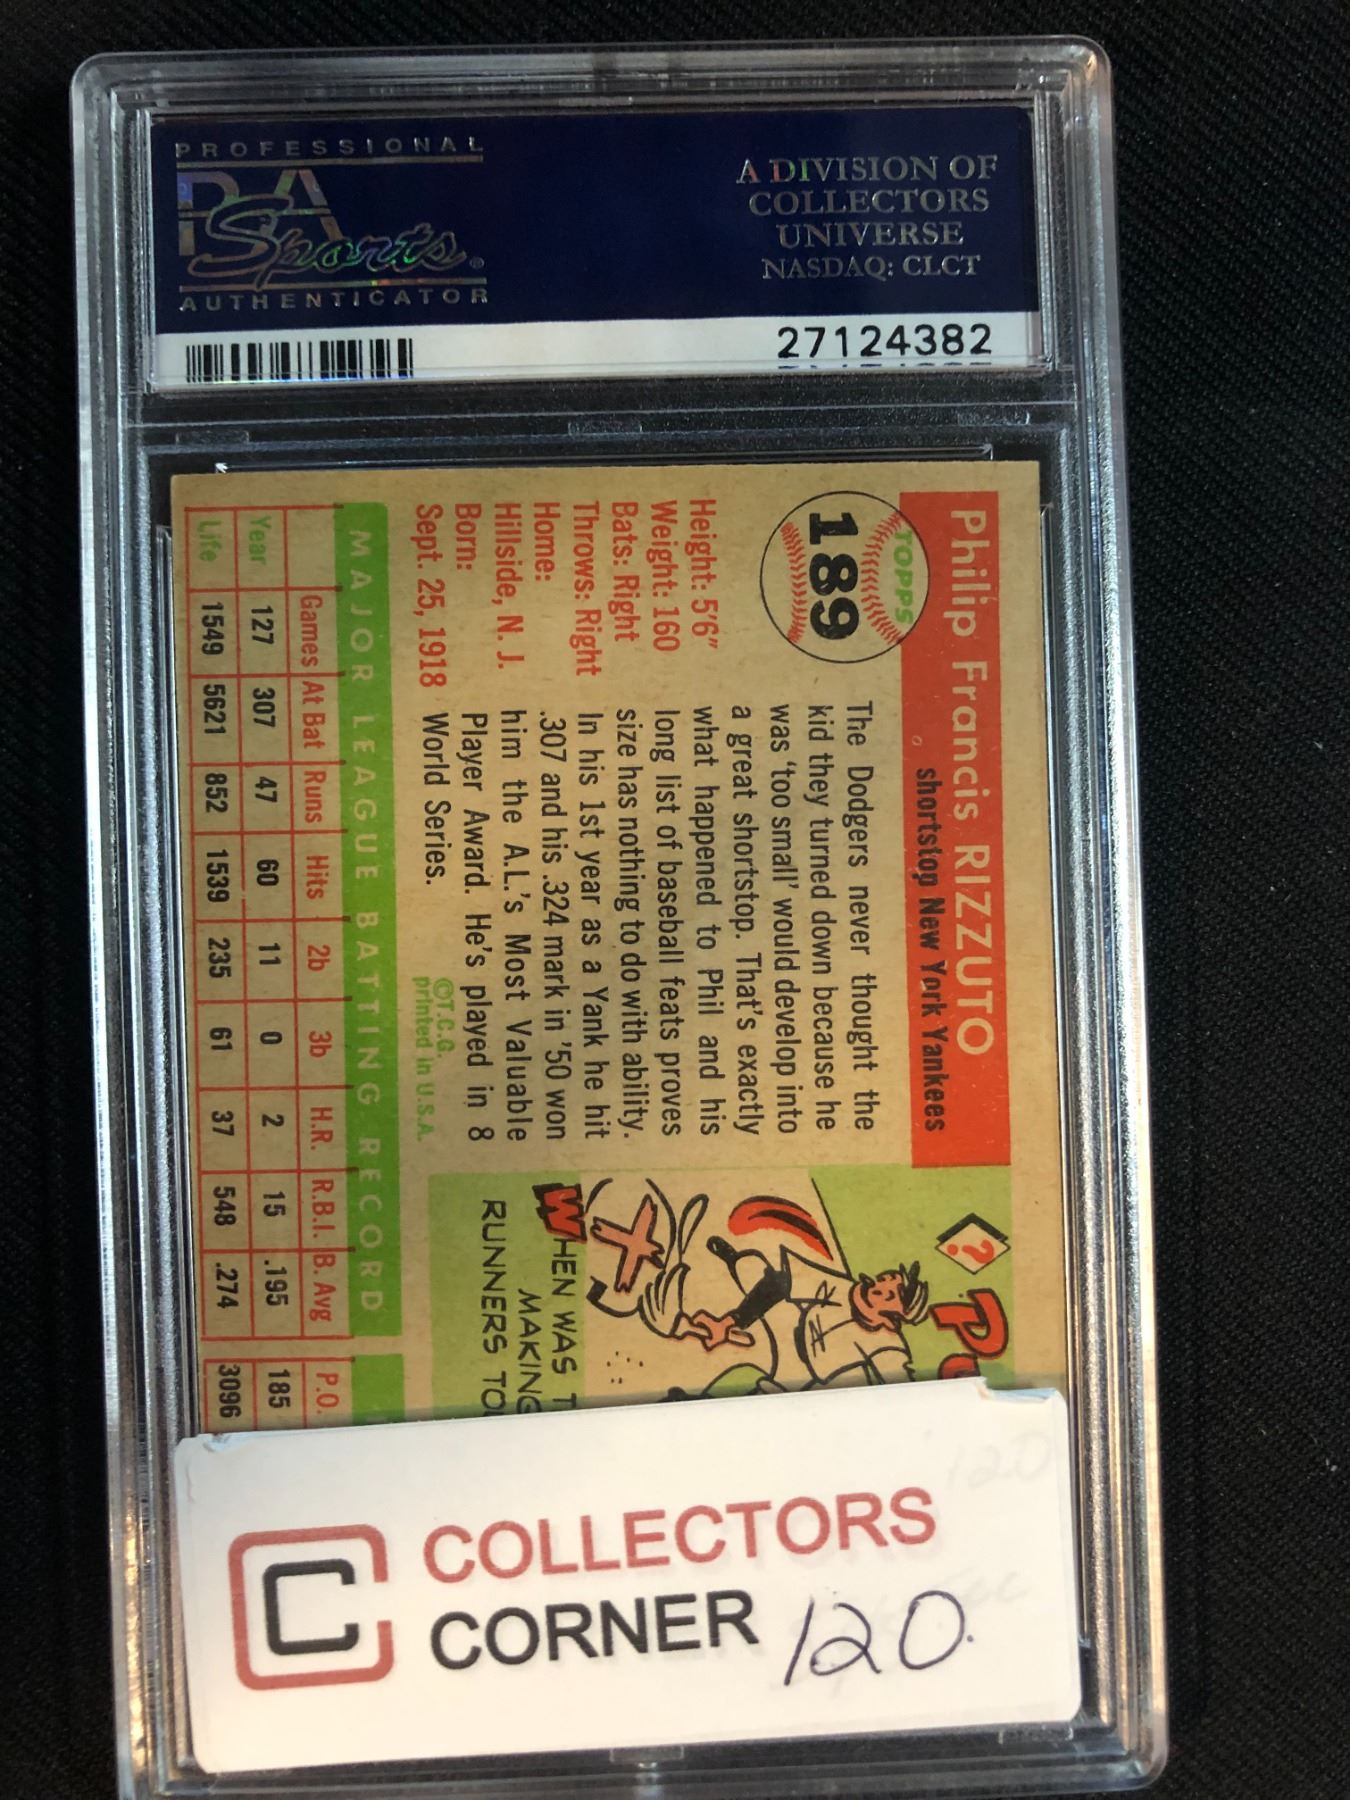 PROFESSIONAL
PSA
Sports®
AUTHENTICATOR
A DIVISION OF
COLLECTORS
UNIVERSE
NASDAQ: CLCT
27124382
Philip Francis RIZZUTO
shortstop New York Yankees
TOPPS
189
Height: 5'6"
Weight: 160
Bats: Right
Throws: Right
Home:
Hillside, N. J.
Born:
Sept. 25, 1918
The Dodgers never thought the
kid they turned down because he
was 'too small' would develop into
a great shortstop. That's exactly
what happened to Phil and his
long list of baseball feats proves
size has nothing to do with ability.
In his 1st year as a Yank he hit
.307 and his .324 mark in '50 won
him the A.L.'s Most Valuable
Player Award. He's played in 8
World Series.
©T.C.G.
printed in U.S.A.
?
WHEN WAS T
MAKING
RUNNERS TO
MAJOR LEAGUE BATTING RECORD
Games At Bat Runs Hits 2b 3b H.R. R.B.I. B. Avg P.O.
Year 127 307 47 60 11 0 2 15 .195 185
Life 1549 5621 852 1539 235 61 37 548 .274 3096
C
COLLECTORS
CORNER 120.
120